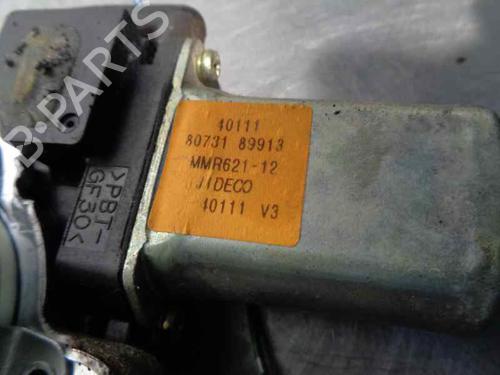 B-PARTS
40111
80731 89913
MMR621-12
JIDECO
40111 V3
>PBT-
GF30<